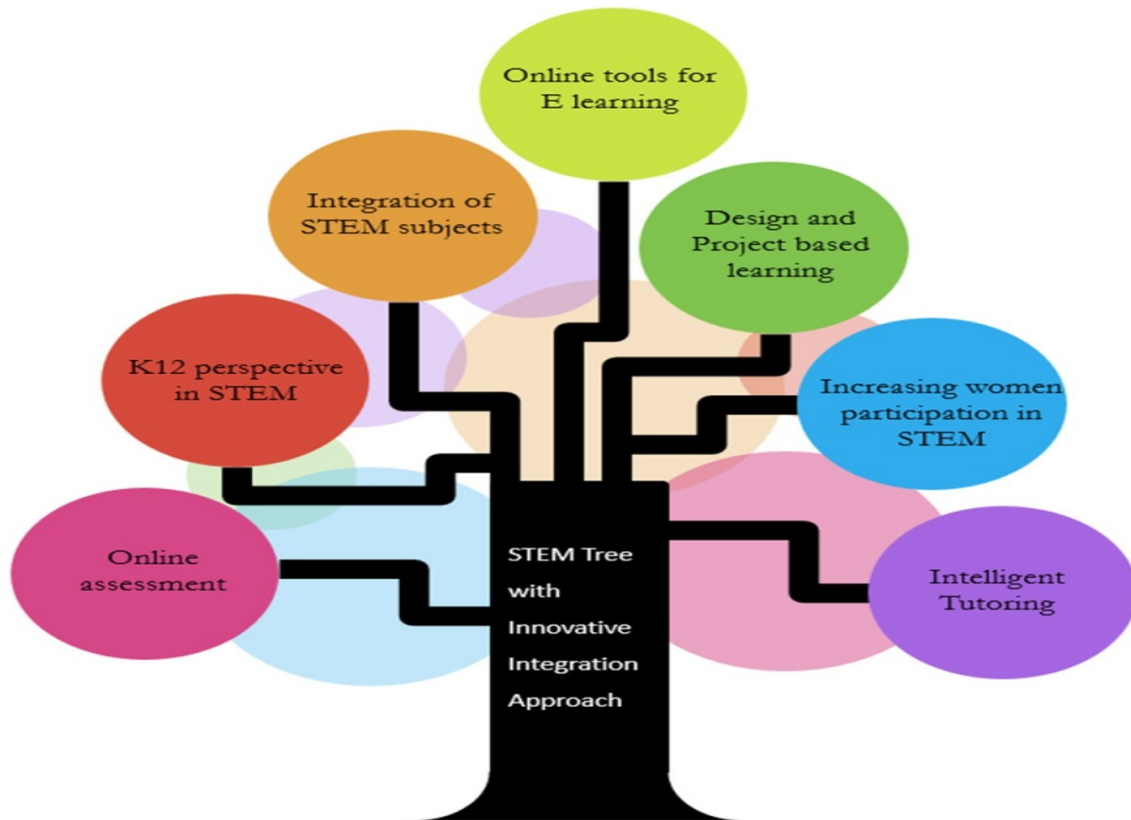 Online tools for
E learning
Integration of
STEM subjects
Design and
Project based
learning
K12 perspective
in STEM
Increasing women
participation in
STEM
Online
assessment
Intelligent
Tutoring
STEM Tree
with
Innovative
Integration
Approach